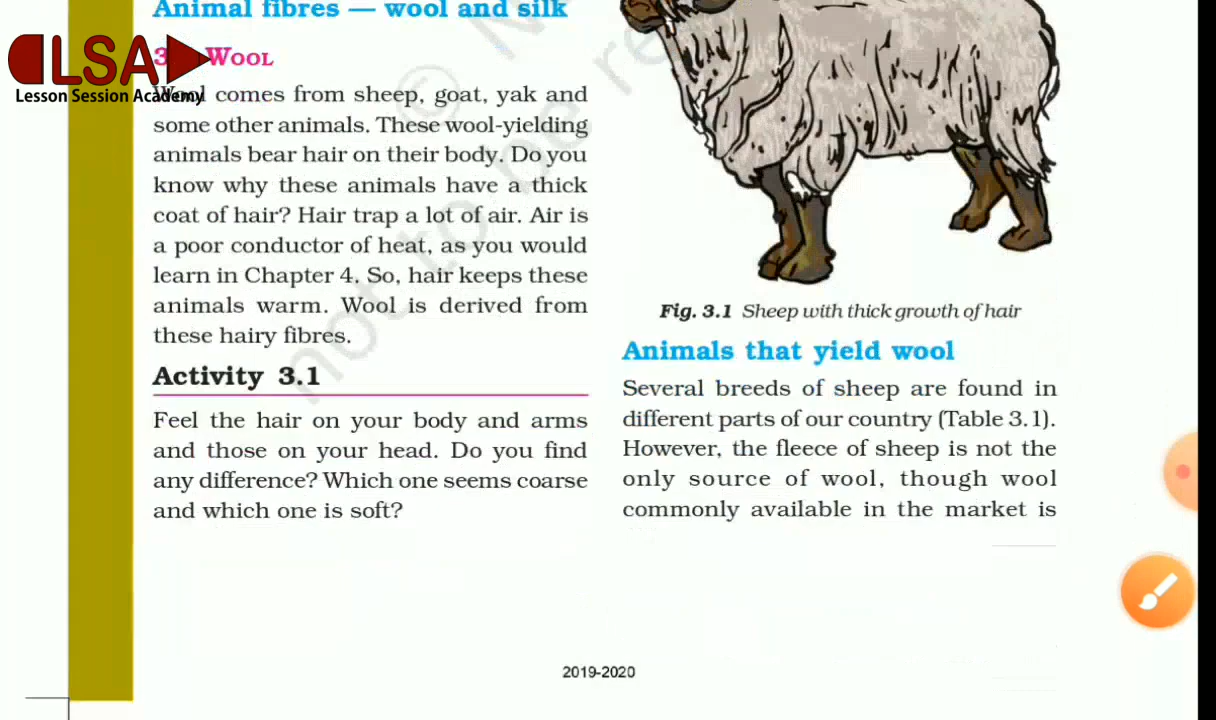 Animal fibres — wool and silk
LSA
Lesson Session Academy
3. WOOL
Wool comes from sheep, goat, yak and
some other animals. These wool-yielding
animals bear hair on their body. Do you
know why these animals have a thick
coat of hair? Hair trap a lot of air. Air is
a poor conductor of heat, as you would
learn in Chapter 4. So, hair keeps these
animals warm. Wool is derived from
these hairy fibres.
Activity 3.1
Feel the hair on your body and arms
and those on your head. Do you find
any difference? Which one seems coarse
and which one is soft?
Fig. 3.1 Sheep with thick growth of hair
Animals that yield wool
Several breeds of sheep are found in
different parts of our country (Table 3.1).
However, the fleece of sheep is not the
only source of wool, though wool
commonly available in the market is
2019-2020
© N
not to be re